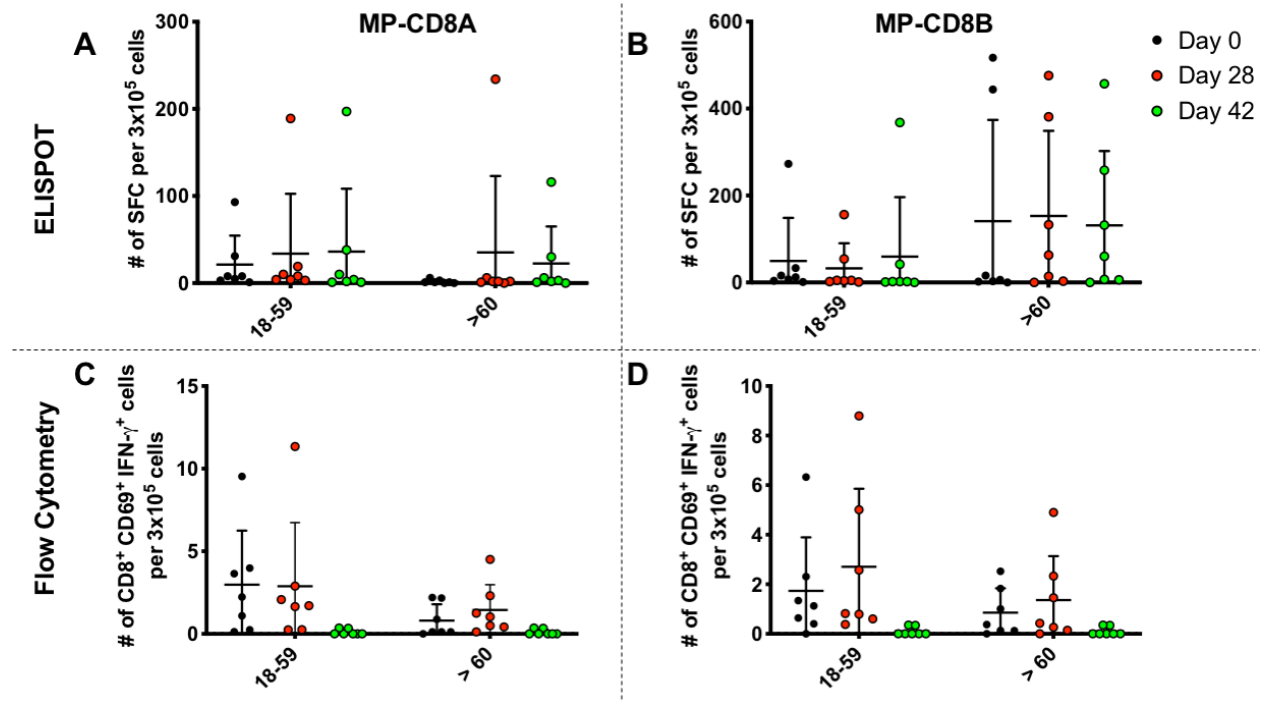 MP-CD8A
MP-CD8B
A
B
Day 0
Day 28
Day 42
ELISPOT
# of SFC per 3x10⁵ cells
300
200
100
0
18-59
>60
# of SFC per 3x10⁵ cells
600
400
200
0
18-59
>60
C
D
Flow Cytometry
# of CD8⁺ CD69⁺ IFN-γ⁺ cells
per 3x10⁵ cells
15
10
5
0
18-59
> 60
# of CD8⁺ CD69⁺ IFN-γ⁺ cells
per 3x10⁵ cells
10
8
6
4
2
0
18-59
> 60